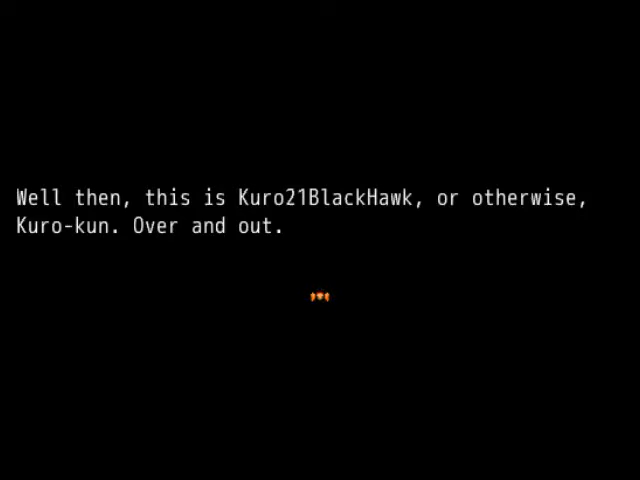 Well then, this is Kuro21BlackHawk, or otherwise,
Kuro-kun. Over and out.